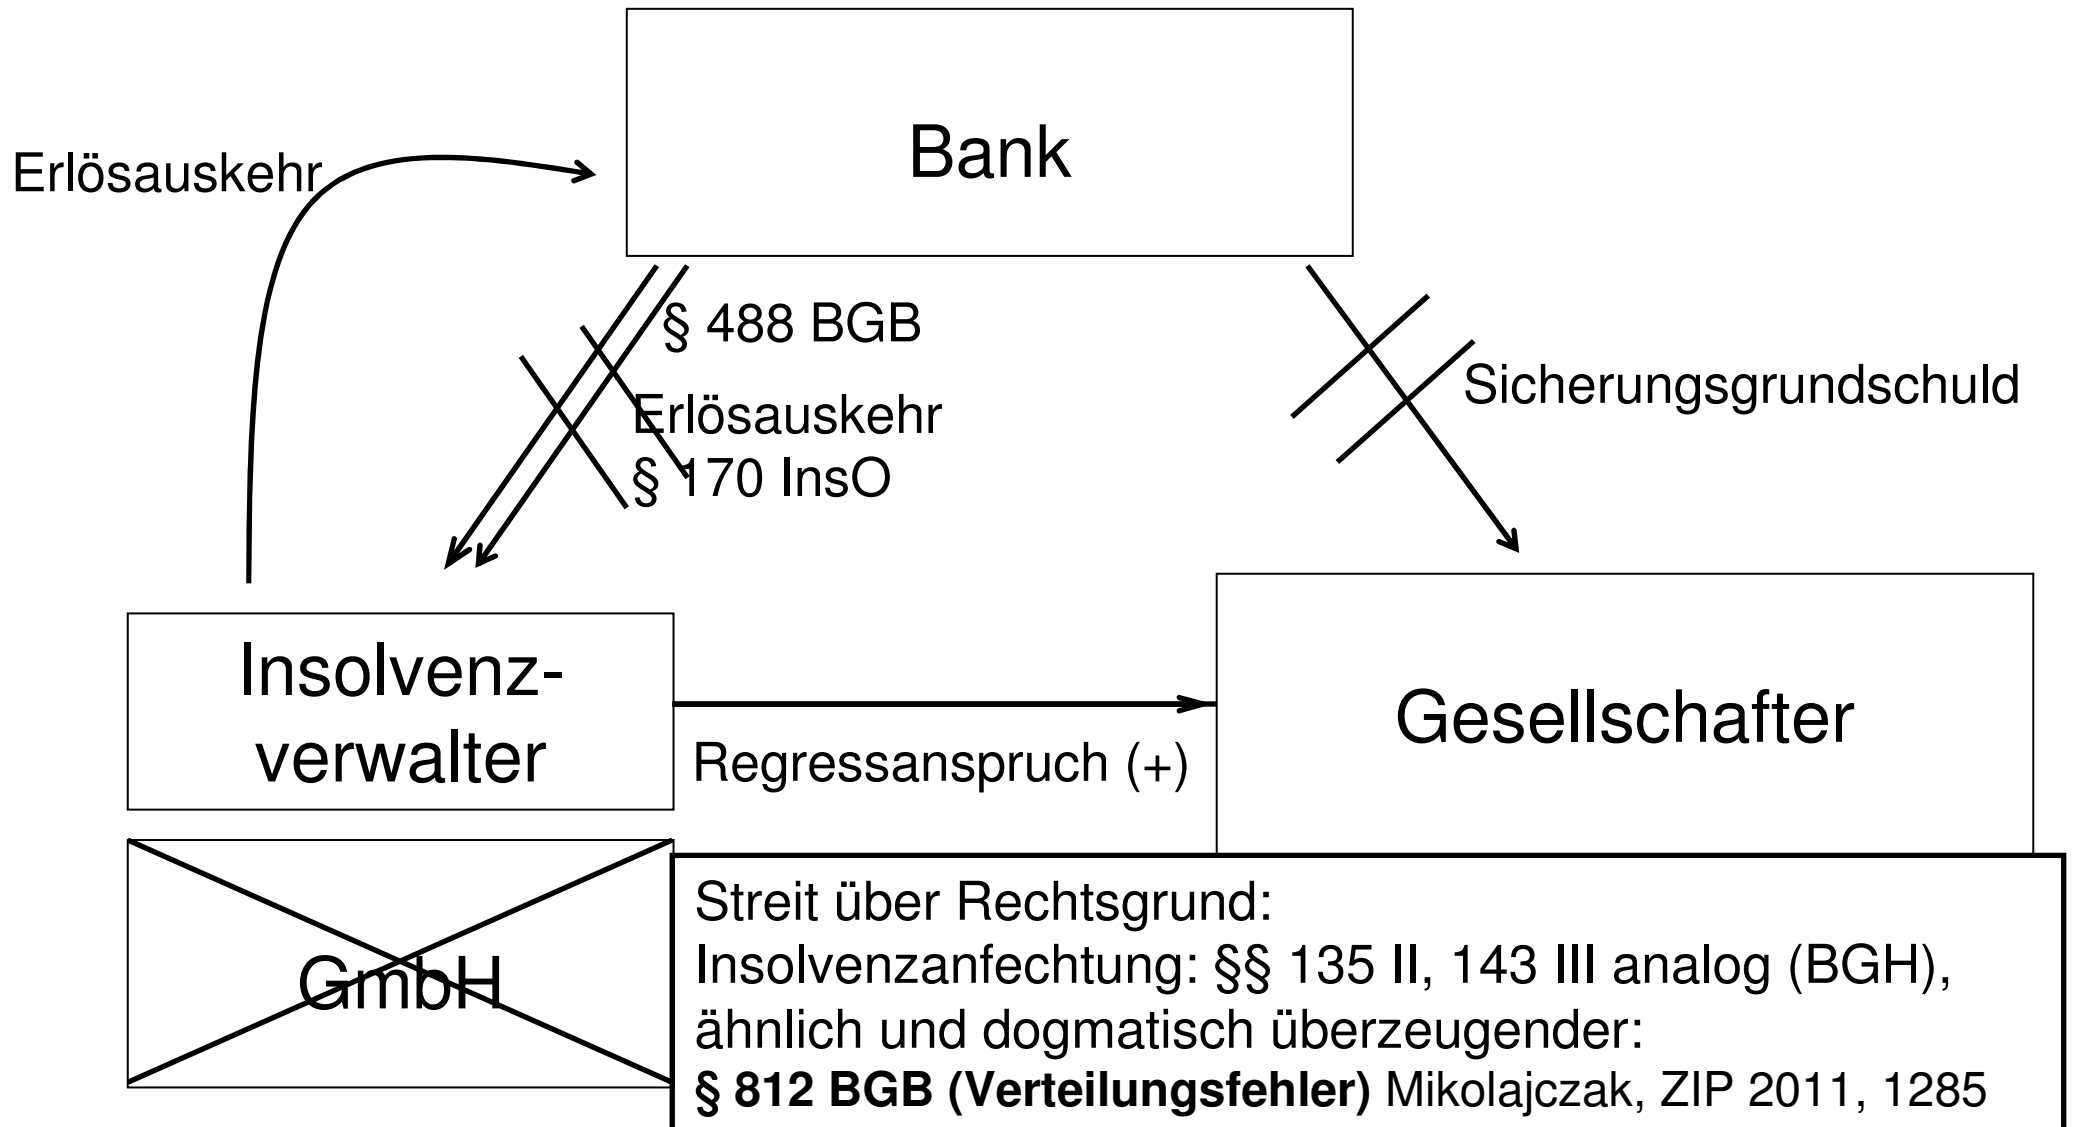 Bank
Erlösauskehr
§ 488 BGB
Erlösauskehr
§ 170 InsO
Sicherungsgrundschuld
Insolvenz-
verwalter
Regressanspruch (+)
Gesellschafter
GmbH
Streit über Rechtsgrund:
Insolvenzanfechtung: §§ 135 II, 143 III analog (BGH),
ähnlich und dogmatisch überzeugender:
§ 812 BGB (Verteilungsfehler) Mikolajczak, ZIP 2011, 1285